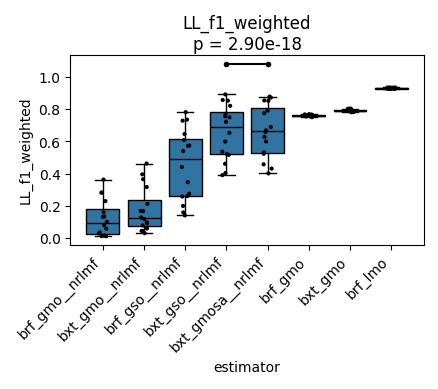 LL_f1_weighted
p = 2.90e-18
LL_f1_weighted
1.0
0.8
0.6
0.4
0.2
0.0
brf_gmo__nrlmf
bxt_gmo__nrlmf
brf_gso__nrlmf
bxt_gso__nrlmf
bxt_gmosa__nrlmf
brf_gmo
bxt_gmo
brf_lmo
estimator